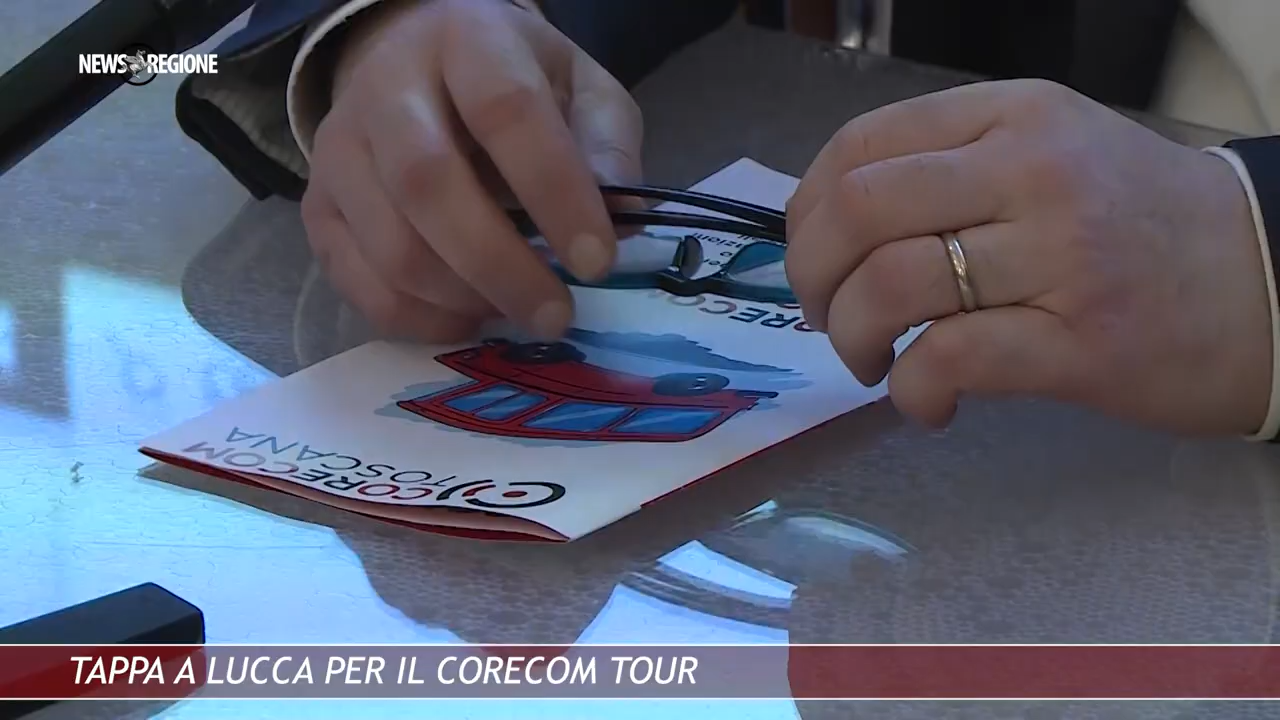 NEWS REGIONE
CORECOM
CORECOM
TOSCANA
TAPPA A LUCCA PER IL CORECOM TOUR